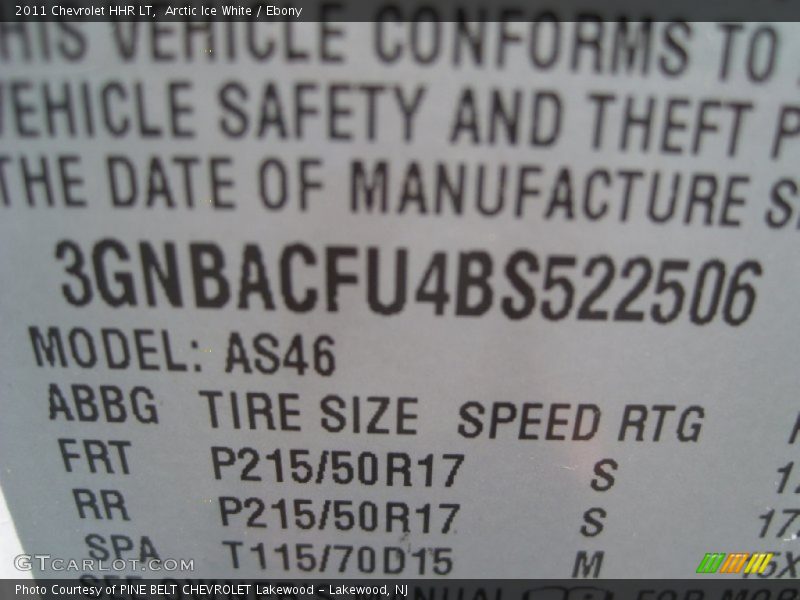 2011 Chevrolet HHR LT, Arctic Ice White / Ebony
VEHICLE CONFORMS TO
VEHICLE SAFETY AND THEFT
THE DATE OF MANUFACTURE
3GNBACFU4BS522506
MODEL: AS46
ABBG TIRE SIZE SPEED RTG
FRT P215/50R17 S
RR P215/50R17 S
SPA T115/70D15 M
GTCARLOT.COM
Photo Courtesy of PINE BELT CHEVROLET Lakewood - Lakewood, NJ